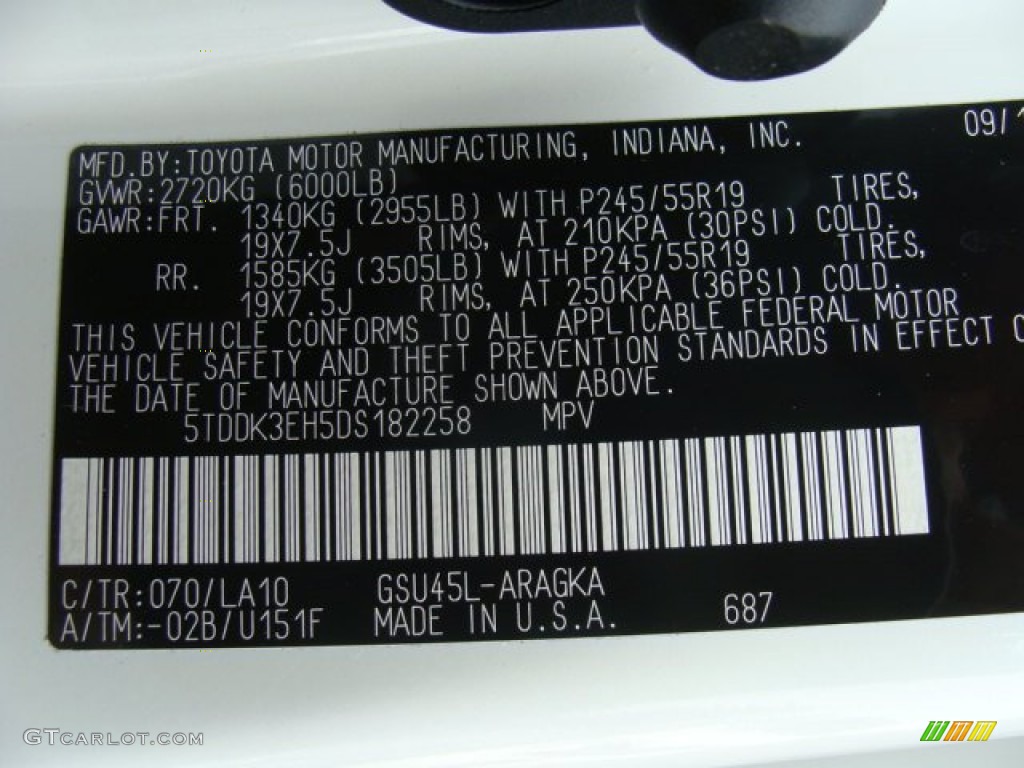 MFD.BY:TOYOTA MOTOR MANUFACTURING, INDIANA, INC. 09/1
GVWR:2720KG (6000LB)
GAWR:FRT. 1340KG (2955LB) WITH P245/55R19 TIRES,
19X7.5J RIMS, AT 210KPA (30PSI) COLD.
RR. 1585KG (3505LB) WITH P245/55R19 TIRES,
19X7.5J RIMS, AT 250KPA (36PSI) COLD.
THIS VEHICLE CONFORMS TO ALL APPLICABLE FEDERAL MOTOR
VEHICLE SAFETY AND THEFT PREVENTION STANDARDS IN EFFECT
THE DATE OF MANUFACTURE SHOWN ABOVE.
5TDDK3EH5DS182258 MPV
C/TR:070/LA10 GSU45L-ARAGKA
A/TM:-02B/U151F MADE IN U.S.A. 687
GTCARLOT.COM